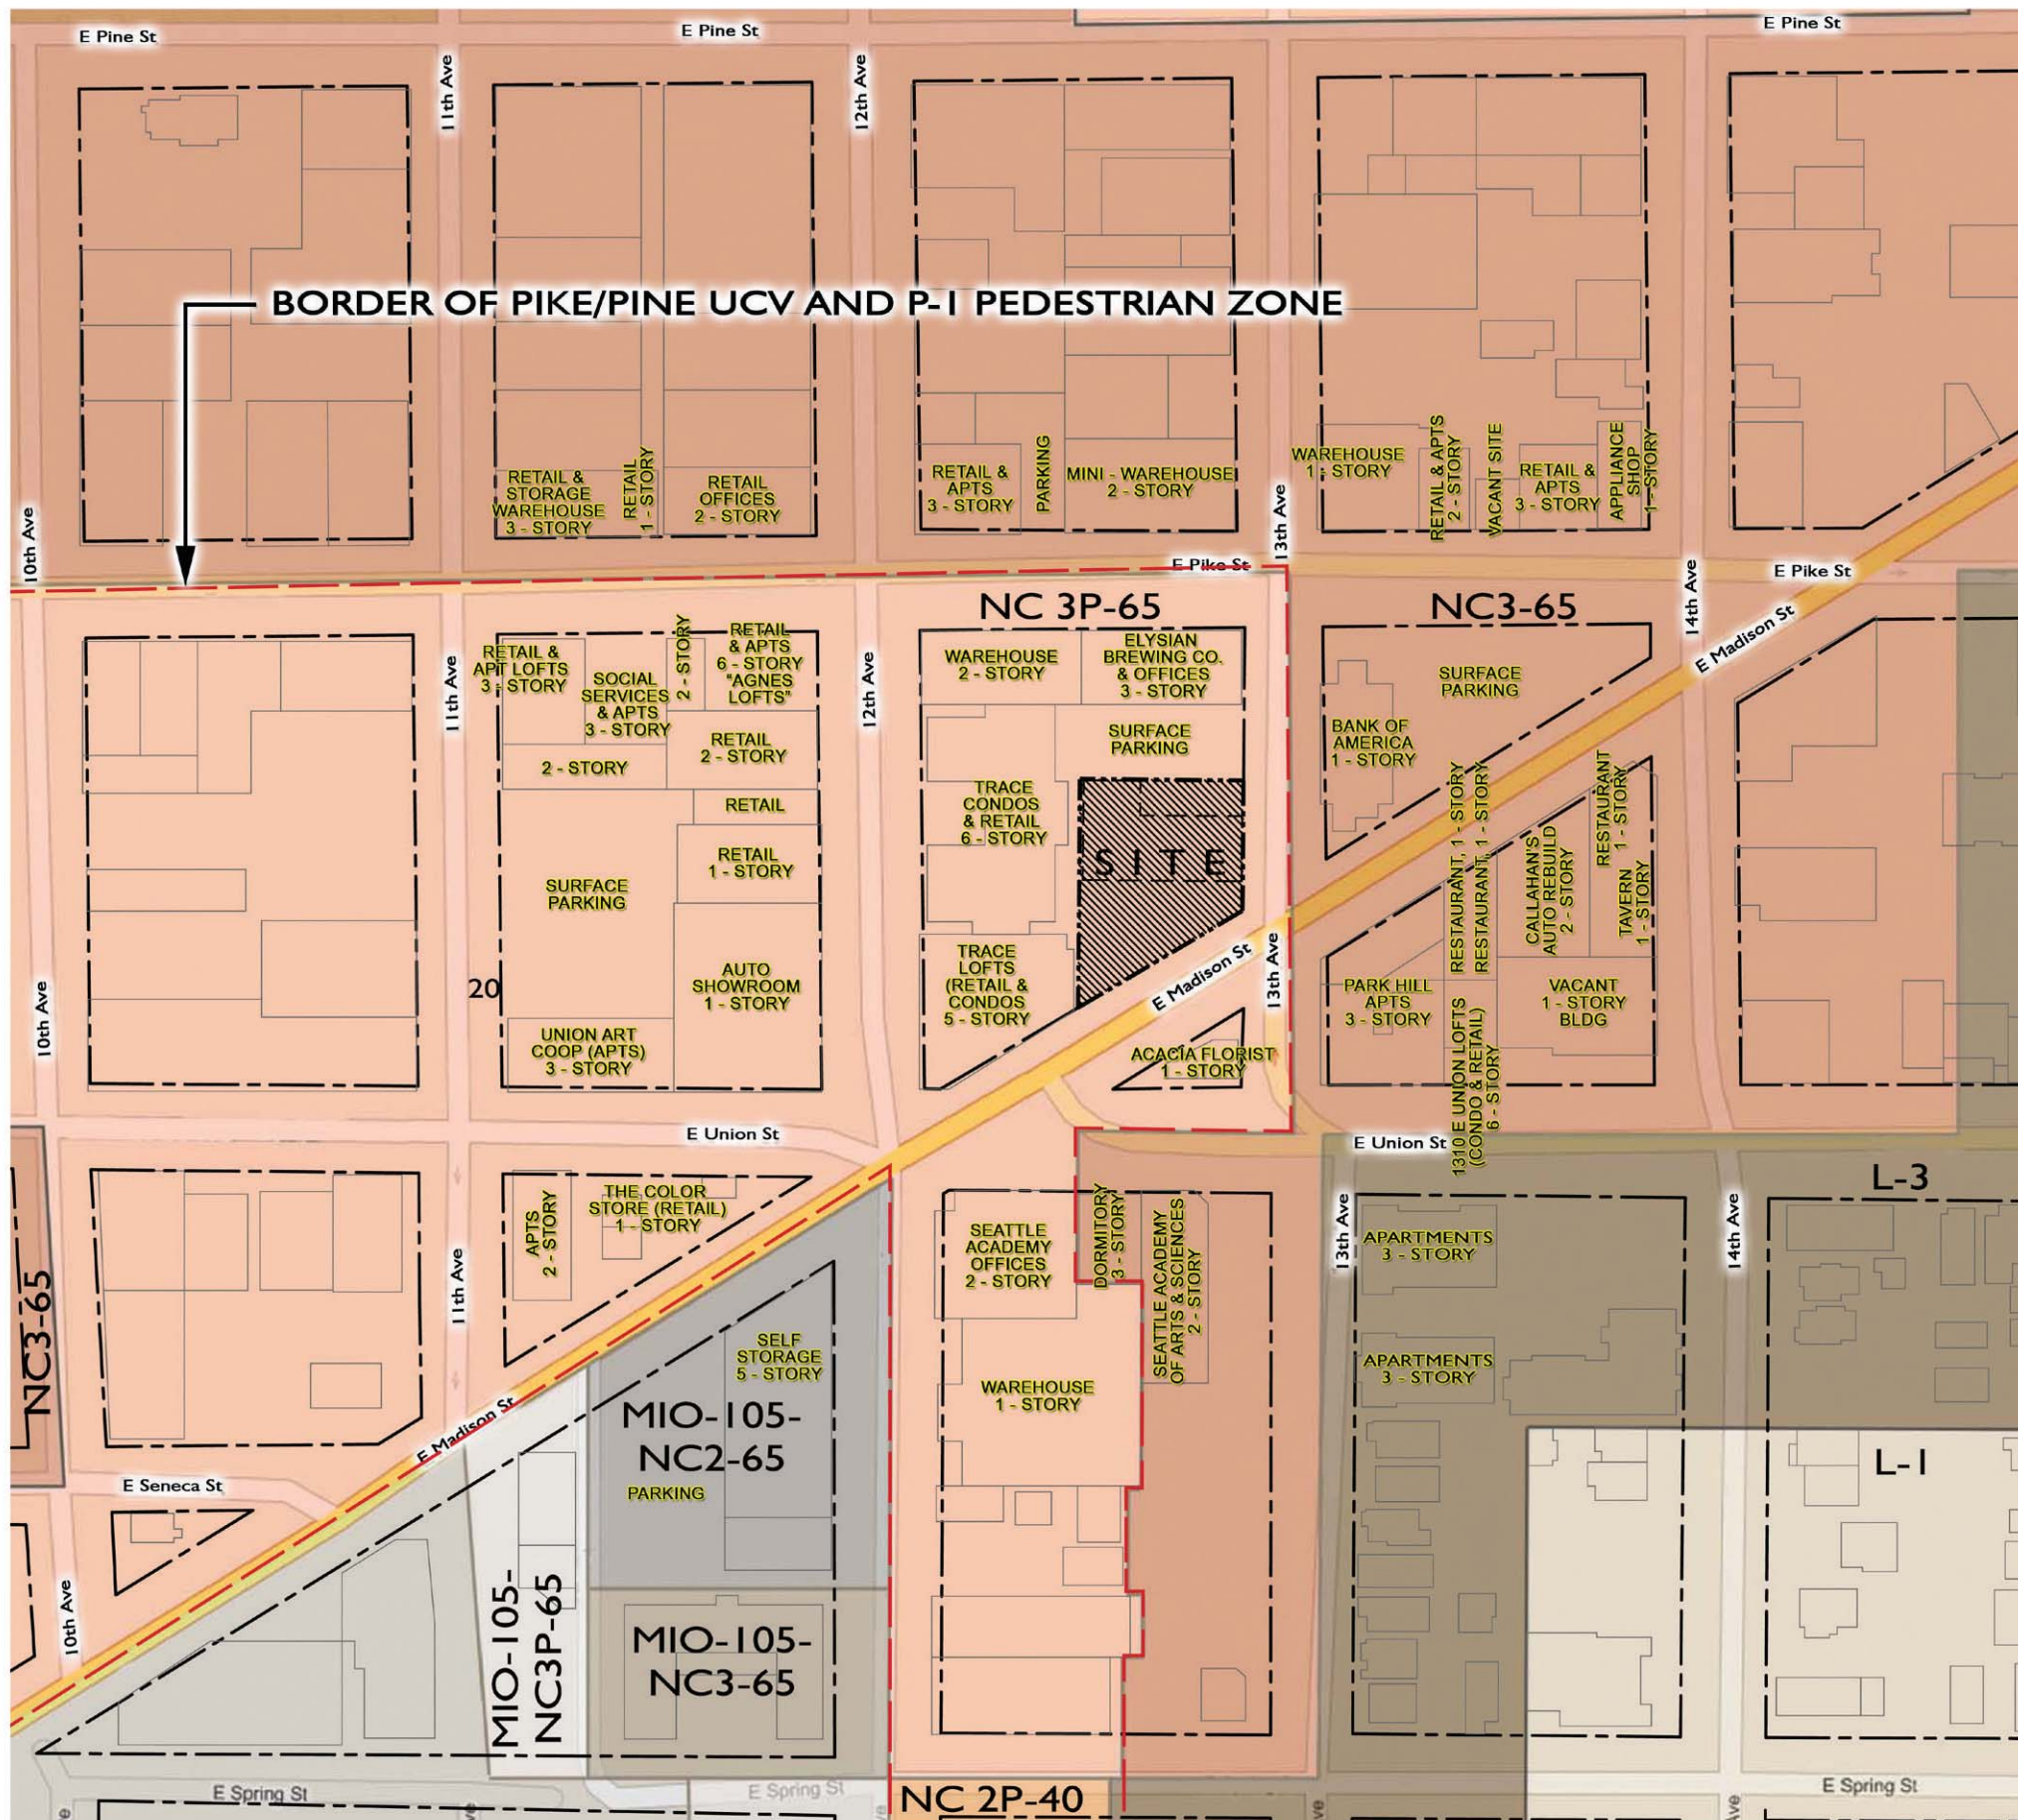 E Pine St
E Pine St
E Pine St
11th Ave
12th Ave
BORDER OF PIKE/PINE UCV AND P-1 PEDESTRIAN ZONE
RETAIL &
STORAGE
WAREHOUSE
3 - STORY
RETAIL
1 - STORY
RETAIL
OFFICES
2 - STORY
RETAIL &
APTS
3 - STORY
PARKING
MINI - WAREHOUSE
2 - STORY
WAREHOUSE
1 - STORY
RETAIL & APTS
2 - STORY
VACANT SITE
RETAIL &
APTS
3 - STORY
APPLIANCE
SHOP
1 - STORY
10th Ave
13th Ave
E Pike St
E Pike St
14th Ave
E Madison St
NC 3P-65
NC3-65
11th Ave
12th Ave
RETAIL &
APT LOFTS
3 - STORY
SOCIAL
SERVICES
& APTS
3 - STORY
2 - STORY
RETAIL
& APTS
6 - STORY
"AGNES
LOFTS"
2 - STORY
RETAIL
2 - STORY
RETAIL
RETAIL
1 - STORY
SURFACE
PARKING
AUTO
SHOWROOM
1 - STORY
20
UNION ART
COOP (APTS)
3 - STORY
WAREHOUSE
2 - STORY
ELYSIAN
BREWING CO.
& OFFICES
3 - STORY
SURFACE
PARKING
TRACE
CONDOS
& RETAIL
6 - STORY
SITE
TRACE
LOFTS
(RETAIL &
CONDOS
5 - STORY
E Madison St
13th Ave
ACACIA FLORIST
1 - STORY
SURFACE
PARKING
BANK OF
AMERICA
1 - STORY
RESTAURANT, 1 - STORY
RESTAURANT, 1 - STORY
CALLAHAN'S
AUTO REBUILD
2 - STORY
RESTAURANT
1 - STORY
TAVERN
1 - STORY
PARK HILL
APTS
3 - STORY
VACANT
1 - STORY
BLDG
1310 E UNION LOFTS
(CONDO & RETAIL)
6 - STORY
10th Ave
E Union St
E Union St
L-3
NC3-65
APTS
2 - STORY
THE COLOR
STORE (RETAIL)
1 - STORY
11th Ave
SEATTLE
ACADEMY
OFFICES
2 - STORY
DORMITORY
3 - STORY
SEATTLE ACADEMY
OF ARTS & SCIENCES
2 - STORY
13th Ave
APARTMENTS
3 - STORY
APARTMENTS
3 - STORY
14th Ave
SELF
STORAGE
5 - STORY
WAREHOUSE
1 - STORY
MIO-105-
NC2-65
PARKING
E Madison St
E Seneca St
L-1
10th Ave
MIO-105-
NC3P-65
MIO-105-
NC3-65
E Spring St
E Spring St
E Spring St
NC 2P-40